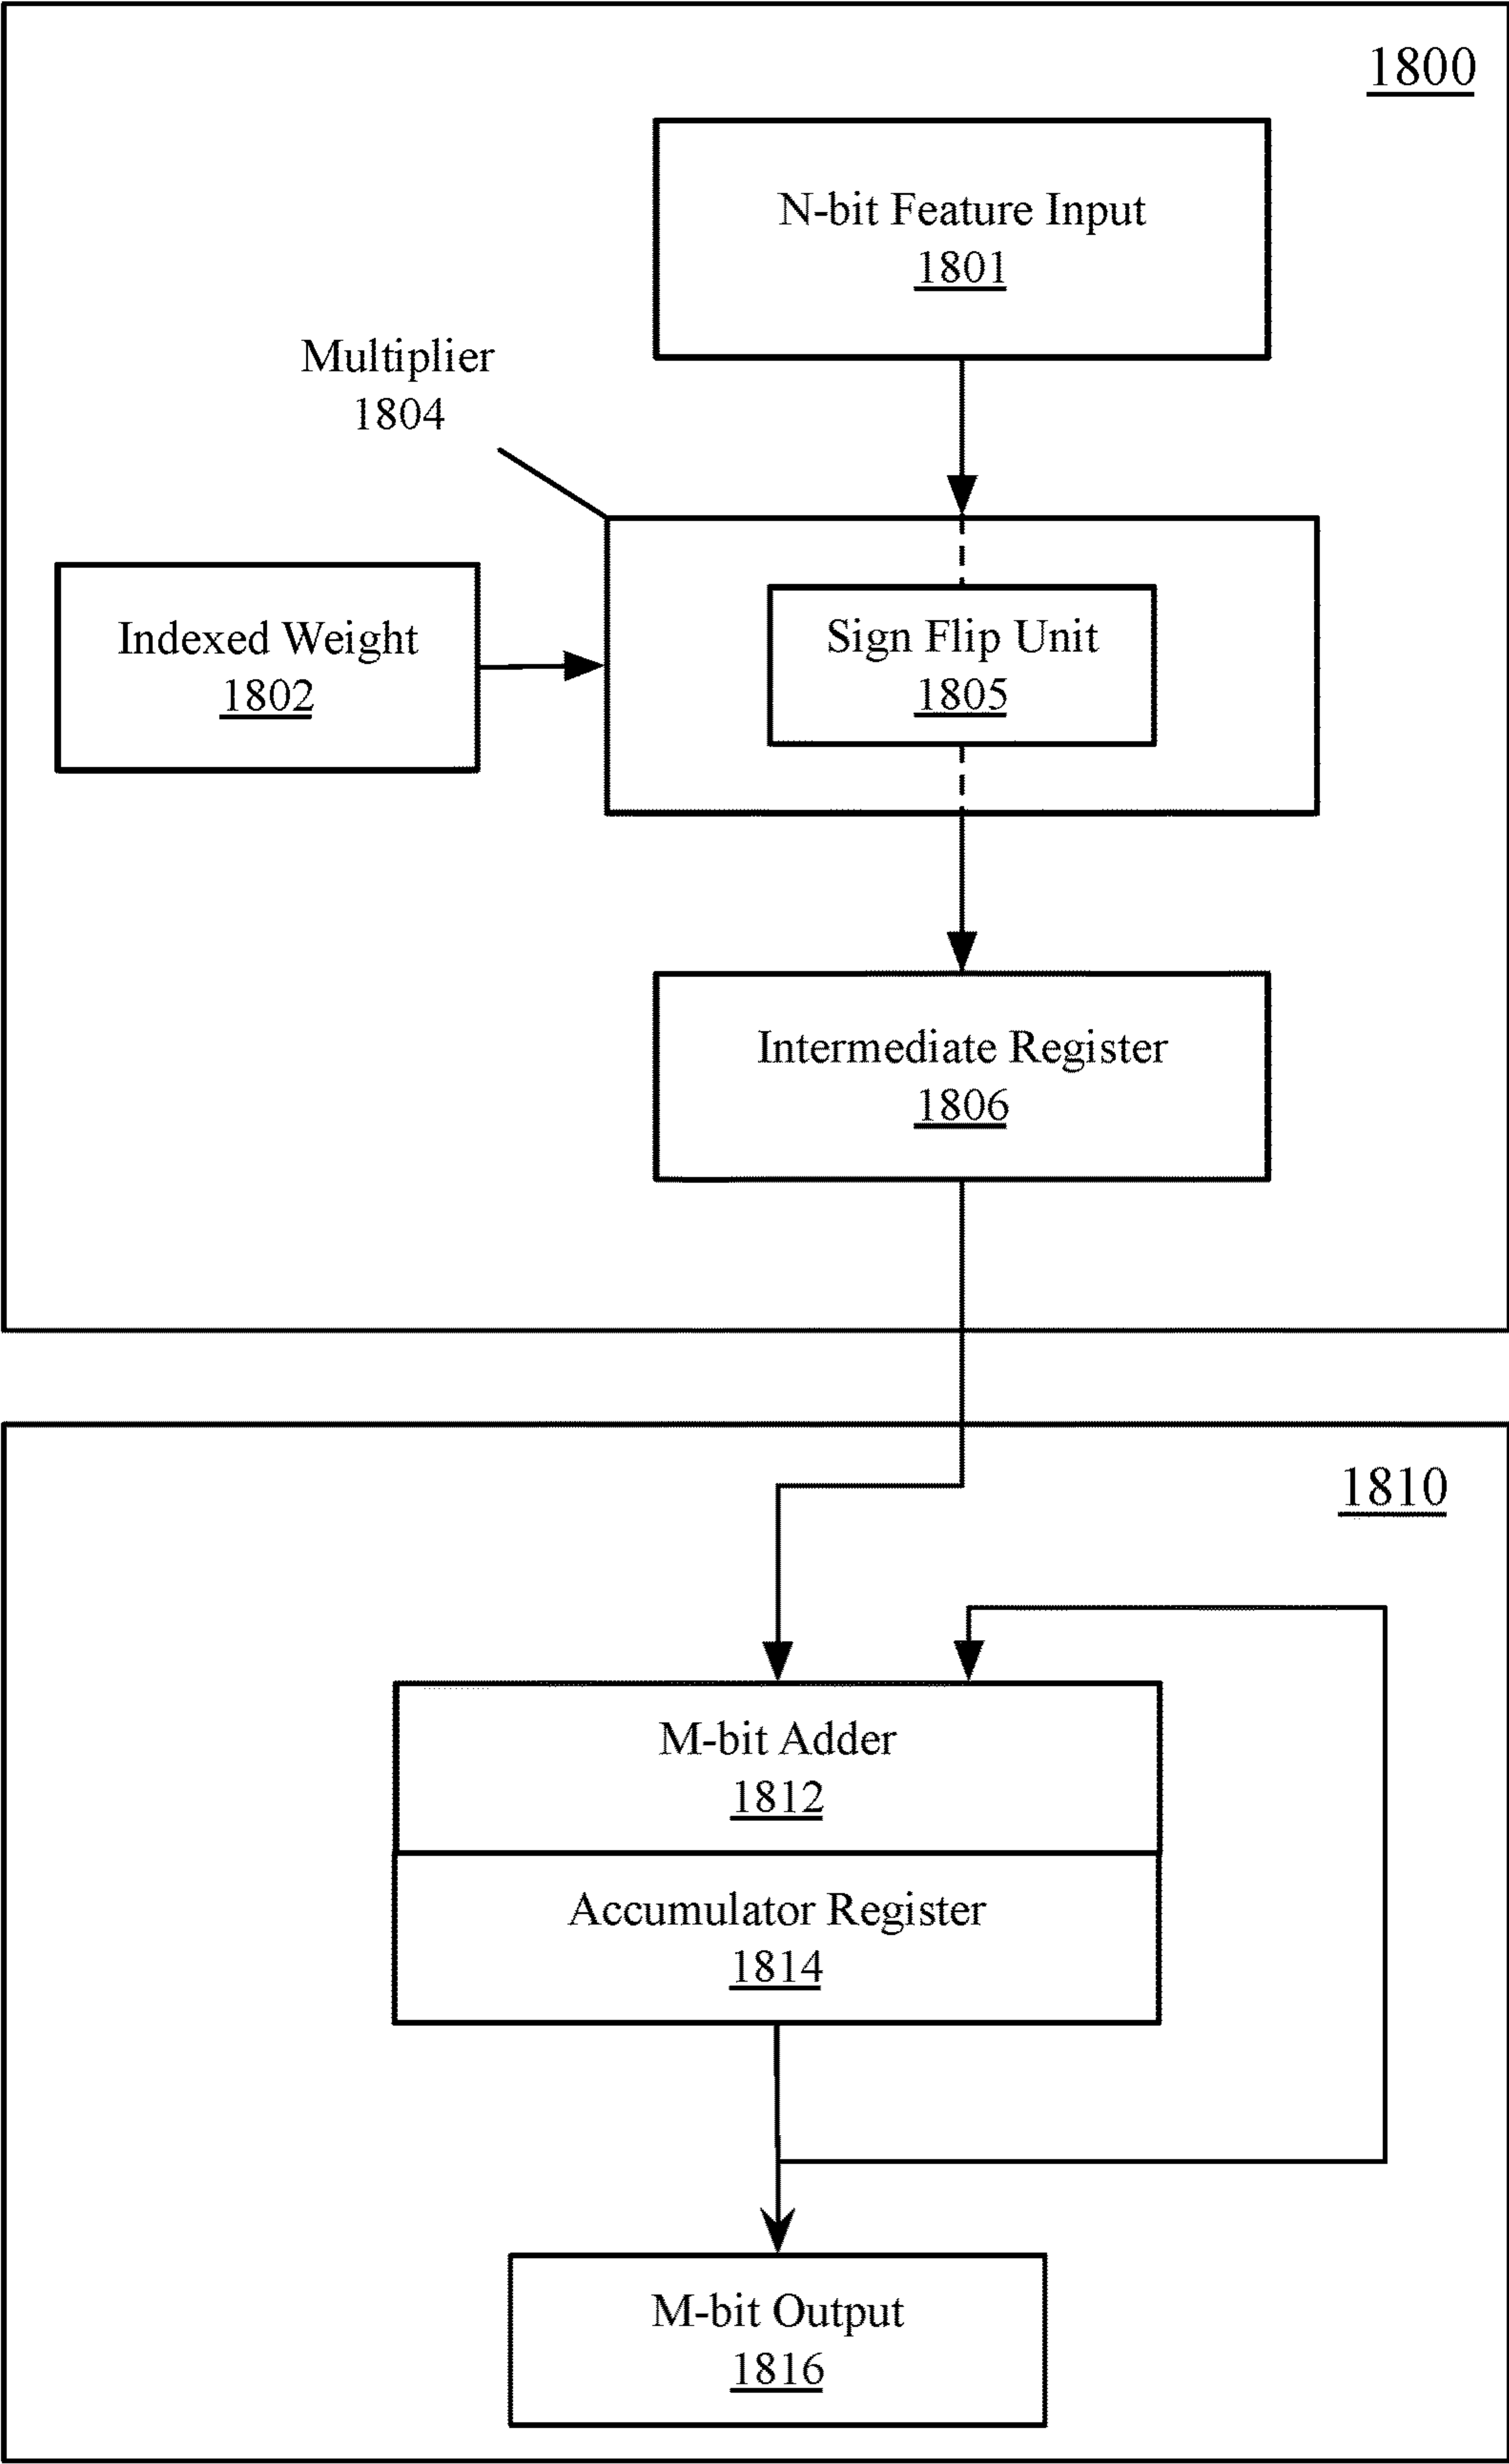 1800
N-bit Feature Input
1801
Multiplier
1804
Indexed Weight
1802
Sign Flip Unit
1805
Intermediate Register
1806
1810
M-bit Adder
1812
Accumulator Register
1814
M-bit Output
1816